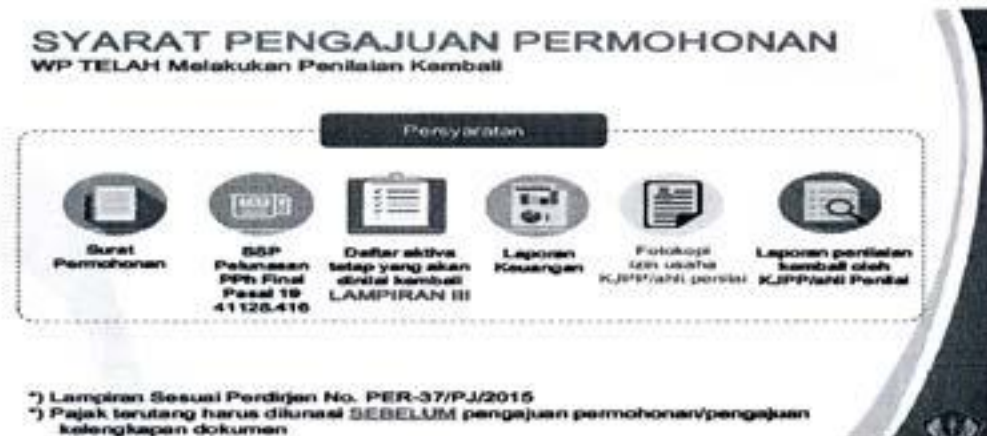 SYARAT PENGAJUAN PERMOHONAN
WP TELAH Melakukan Penilaian Kembali
Persyaratan
Surat
Permohonan
SSP
Pelunasan
PPh Final
Pasal 19
41128.416
Daftar aktiva
tetap yang akan
dinilai kembali
LAMPIRAN III
Laporan
Keuangan
Fotokopi
izin usaha
KJPP/ahli penilai
Laporan penilaian
kembali oleh
KJPP/ahli Penilai
*) Lampiran Sesuai Perdirjen No. PER-37/PJ/2015
*) Pajak terutang harus dilunasi SEBELUM pengajuan permohonan/pengajuan
kelengkapan dokumen